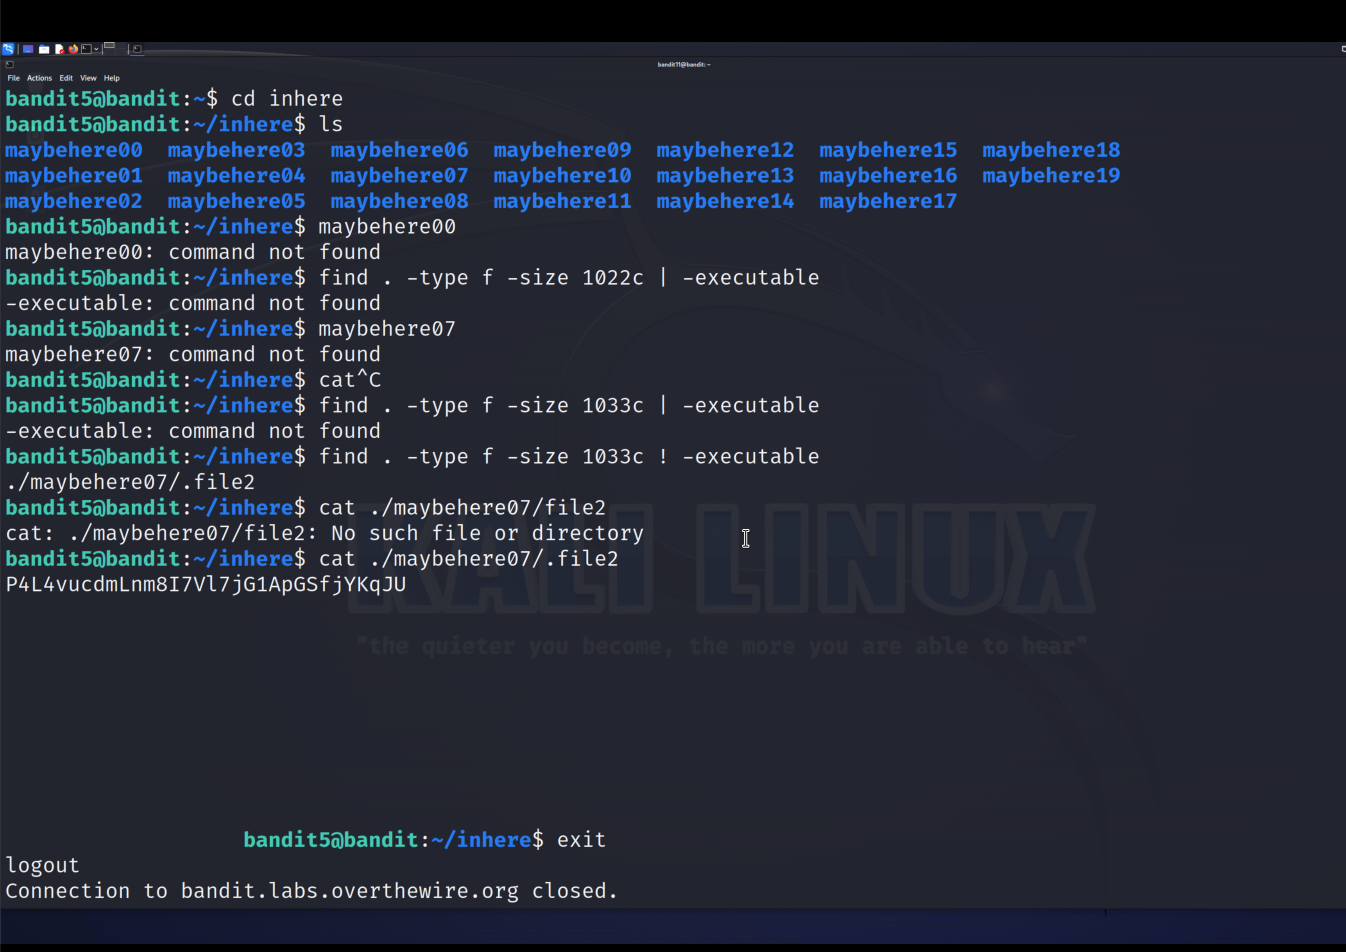 bandit11@bandit: ~
File Actions Edit View Help
bandit5@bandit:~$ cd inhere
bandit5@bandit:~/inhere$ ls
maybehere00 maybehere03 maybehere06 maybehere09 maybehere12 maybehere15 maybehere18
maybehere01 maybehere04 maybehere07 maybehere10 maybehere13 maybehere16 maybehere19
maybehere02 maybehere05 maybehere08 maybehere11 maybehere14 maybehere17
bandit5@bandit:~/inhere$ maybehere00
maybehere00: command not found
bandit5@bandit:~/inhere$ find . -type f -size 1022c | -executable
-executable: command not found
bandit5@bandit:~/inhere$ maybehere07
maybehere07: command not found
bandit5@bandit:~/inhere$ cat^C
bandit5@bandit:~/inhere$ find . -type f -size 1033c | -executable
-executable: command not found
bandit5@bandit:~/inhere$ find . -type f -size 1033c ! -executable
./maybehere07/.file2
bandit5@bandit:~/inhere$ cat ./maybehere07/file2
cat: ./maybehere07/file2: No such file or directory
bandit5@bandit:~/inhere$ cat ./maybehere07/.file2
P4L4vucdmLnm8I7Vl7jG1ApGSfjYKqJU
KALI LINUX
"the quieter you become, the more you are able to hear"
bandit5@bandit:~/inhere$ exit
logout
Connection to bandit.labs.overthewire.org closed.